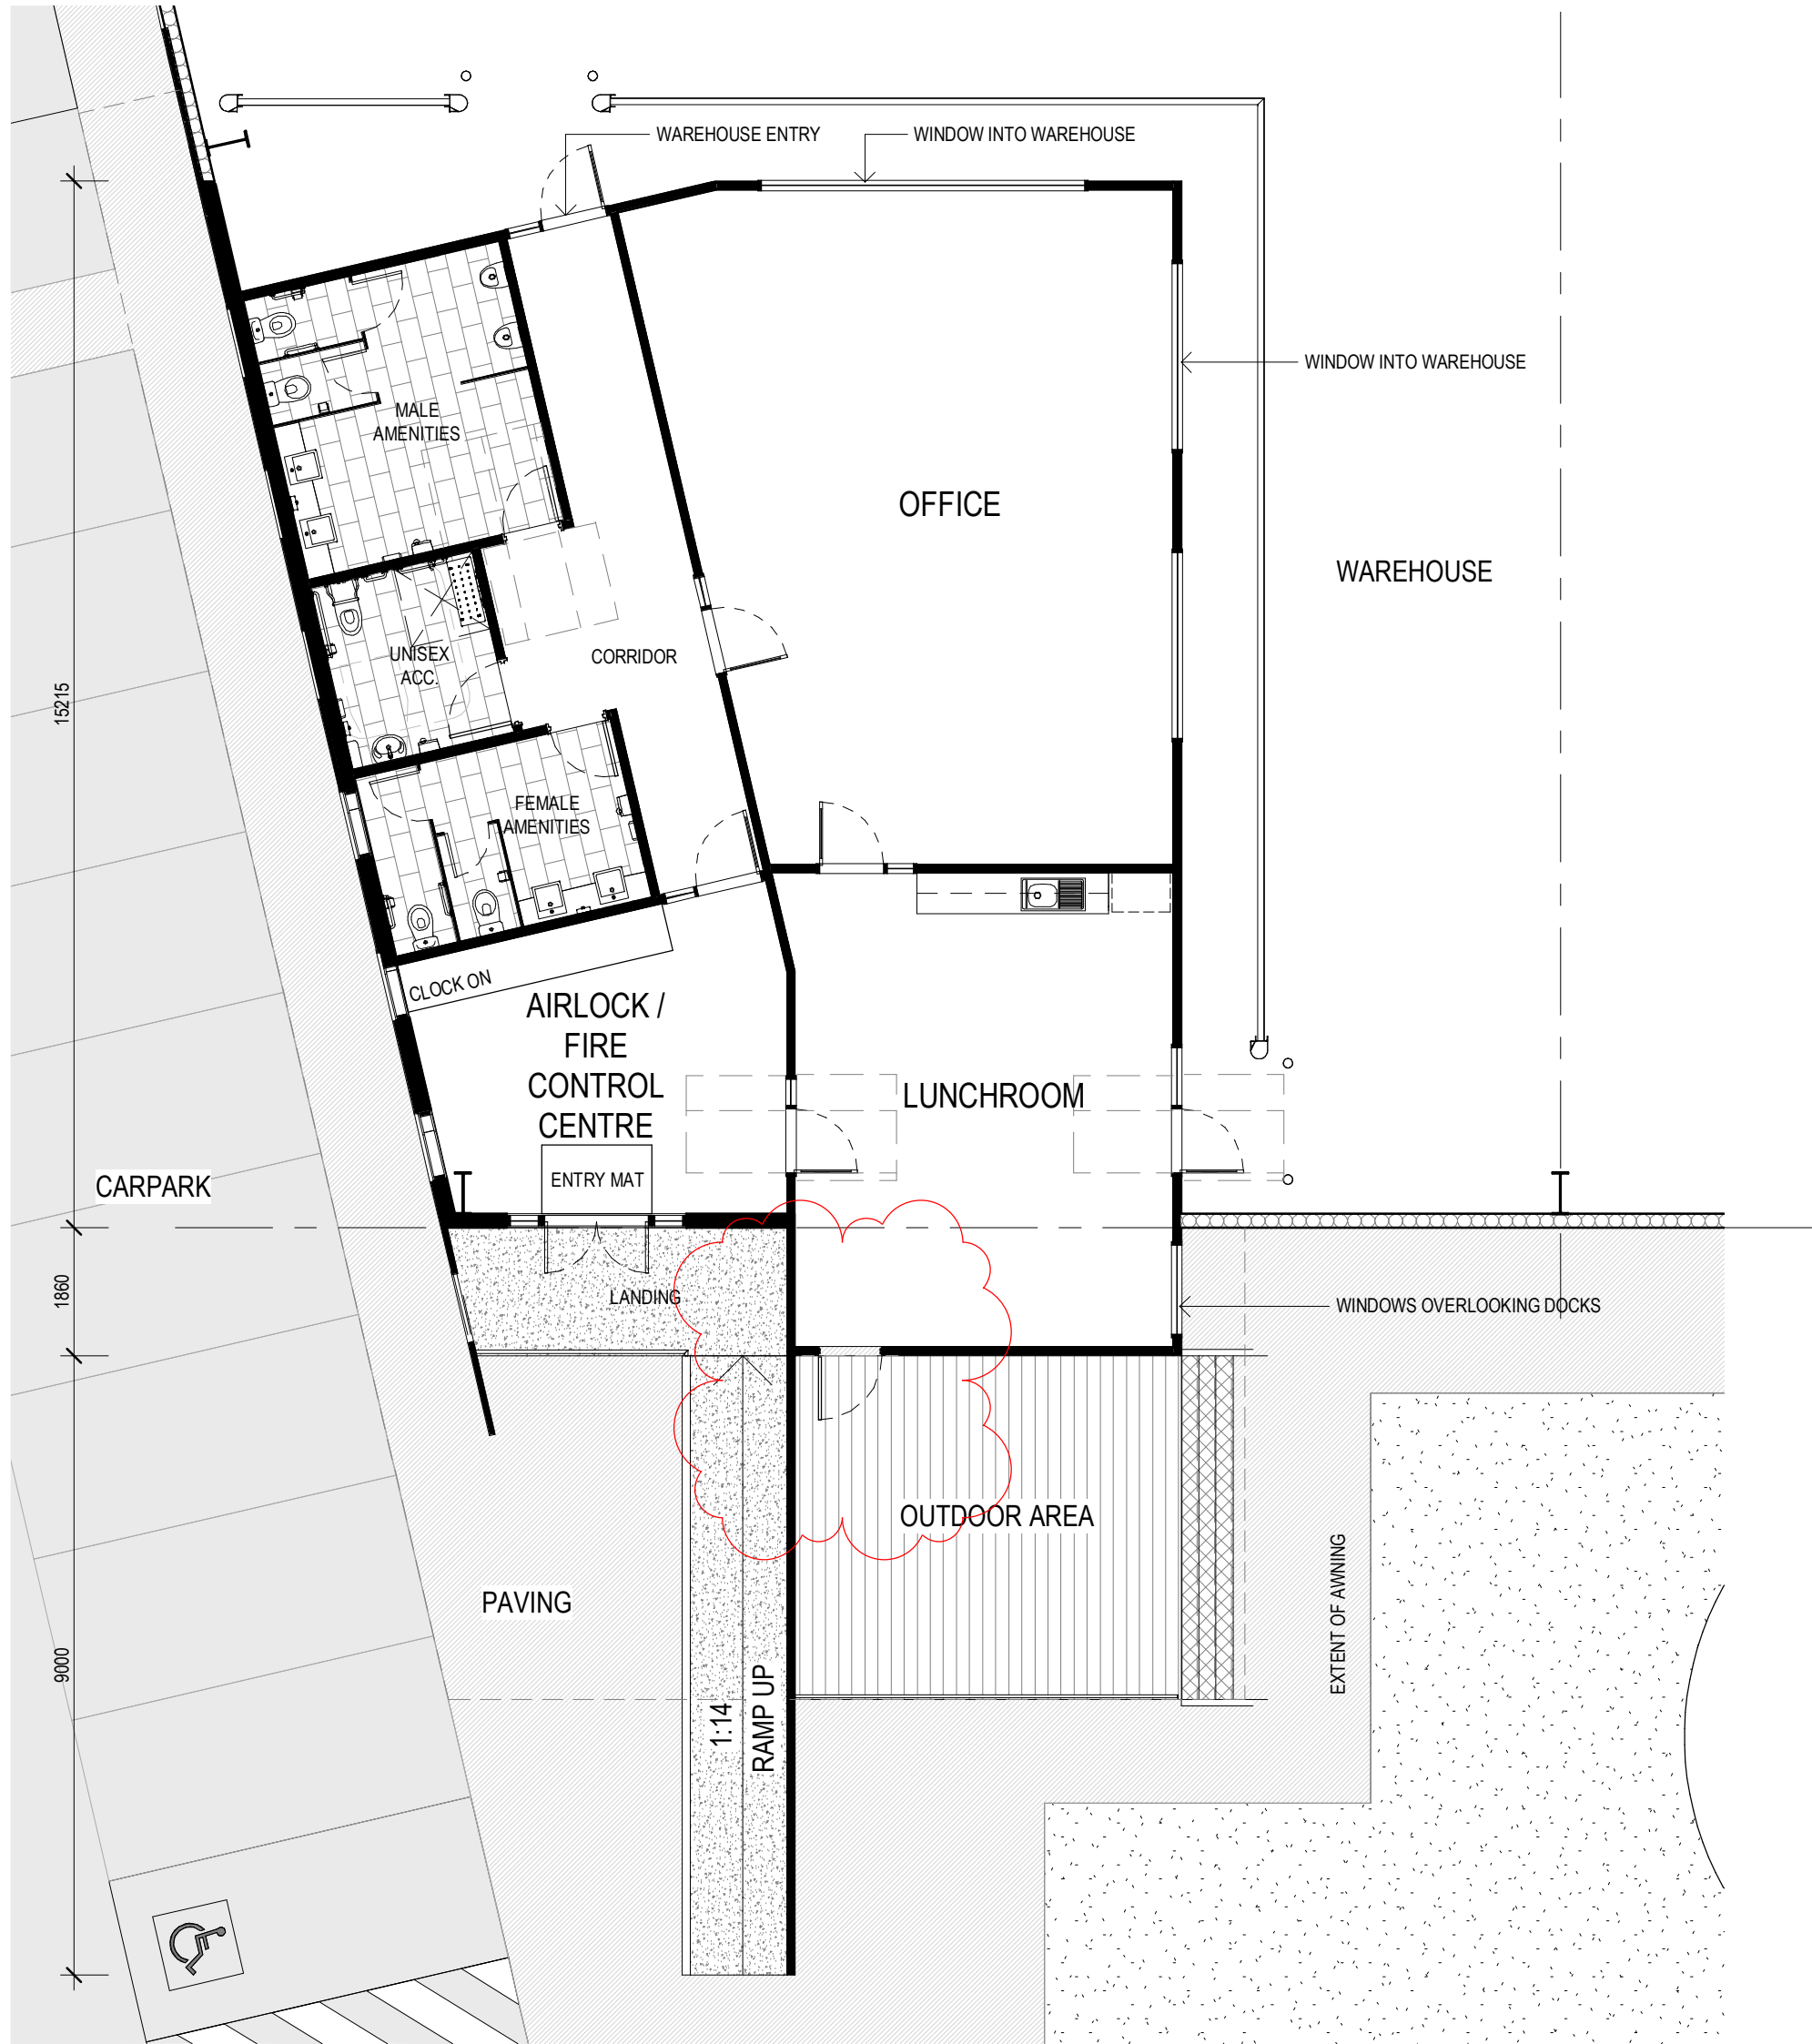 WAREHOUSE ENTRY
WINDOW INTO WAREHOUSE
WINDOW INTO WAREHOUSE
MALE
AMENITIES
OFFICE
WAREHOUSE
UNISEX
ACC.
CORRIDOR
15215
FEMALE
AMENITIES
CLOCK ON
AIRLOCK /
FIRE
CONTROL
CENTRE
LUNCHROOM
ENTRY MAT
CARPARK
1860
LANDING
WINDOWS OVERLOOKING DOCKS
OUTDOOR AREA
PAVING
EXTENT OF AWNING
9000
1:14
RAMP UP